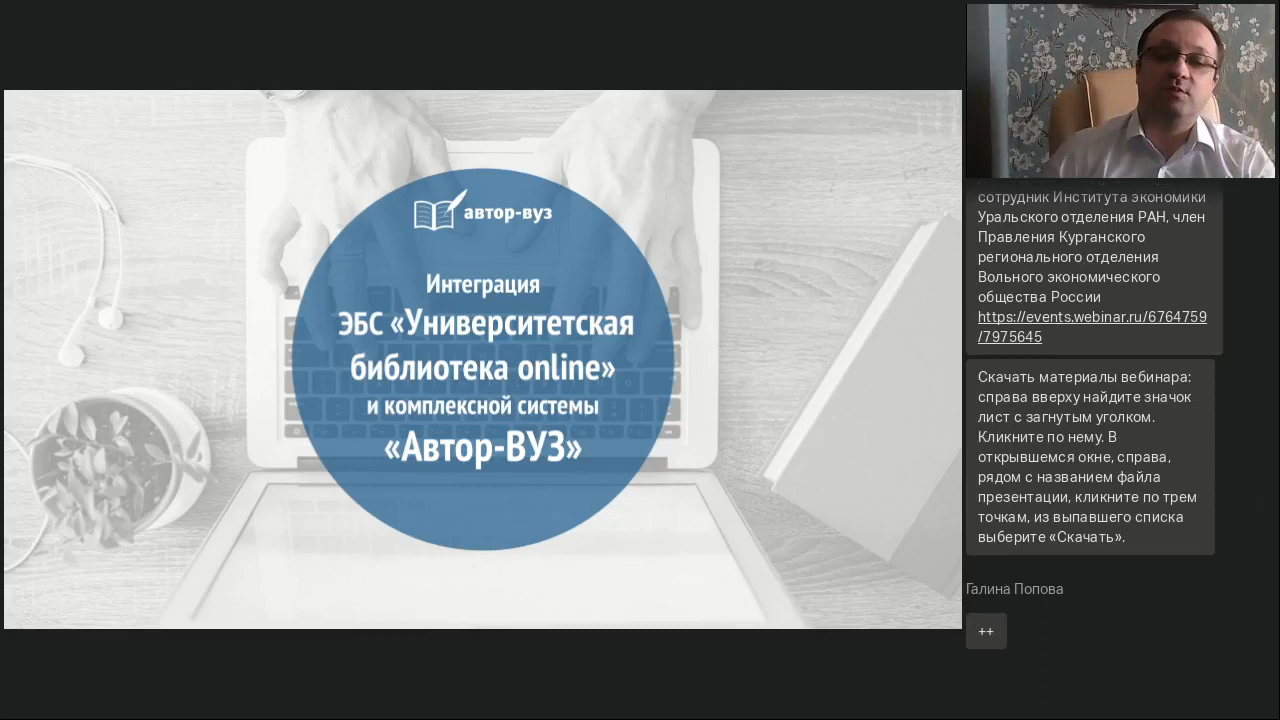 автор-вуз
Интеграция
ЭБС «Университетская
библиотека online»
и комплексной системы
«Автор-ВУЗ»
сотрудник Института экономики
Уральского отделения РАН, член
Правления Курганского
регионального отделения
Вольного экономического
общества России
https://events.webinar.ru/6764759
/7975645
Скачать материалы вебинара:
справа вверху найдите значок
лист с загнутым уголком.
Кликните по нему. В
открывшемся окне, справа,
рядом с названием файла
презентации, кликните по трем
точкам, из выпавшего списка
выберите «Скачать».
Галина Попова
++